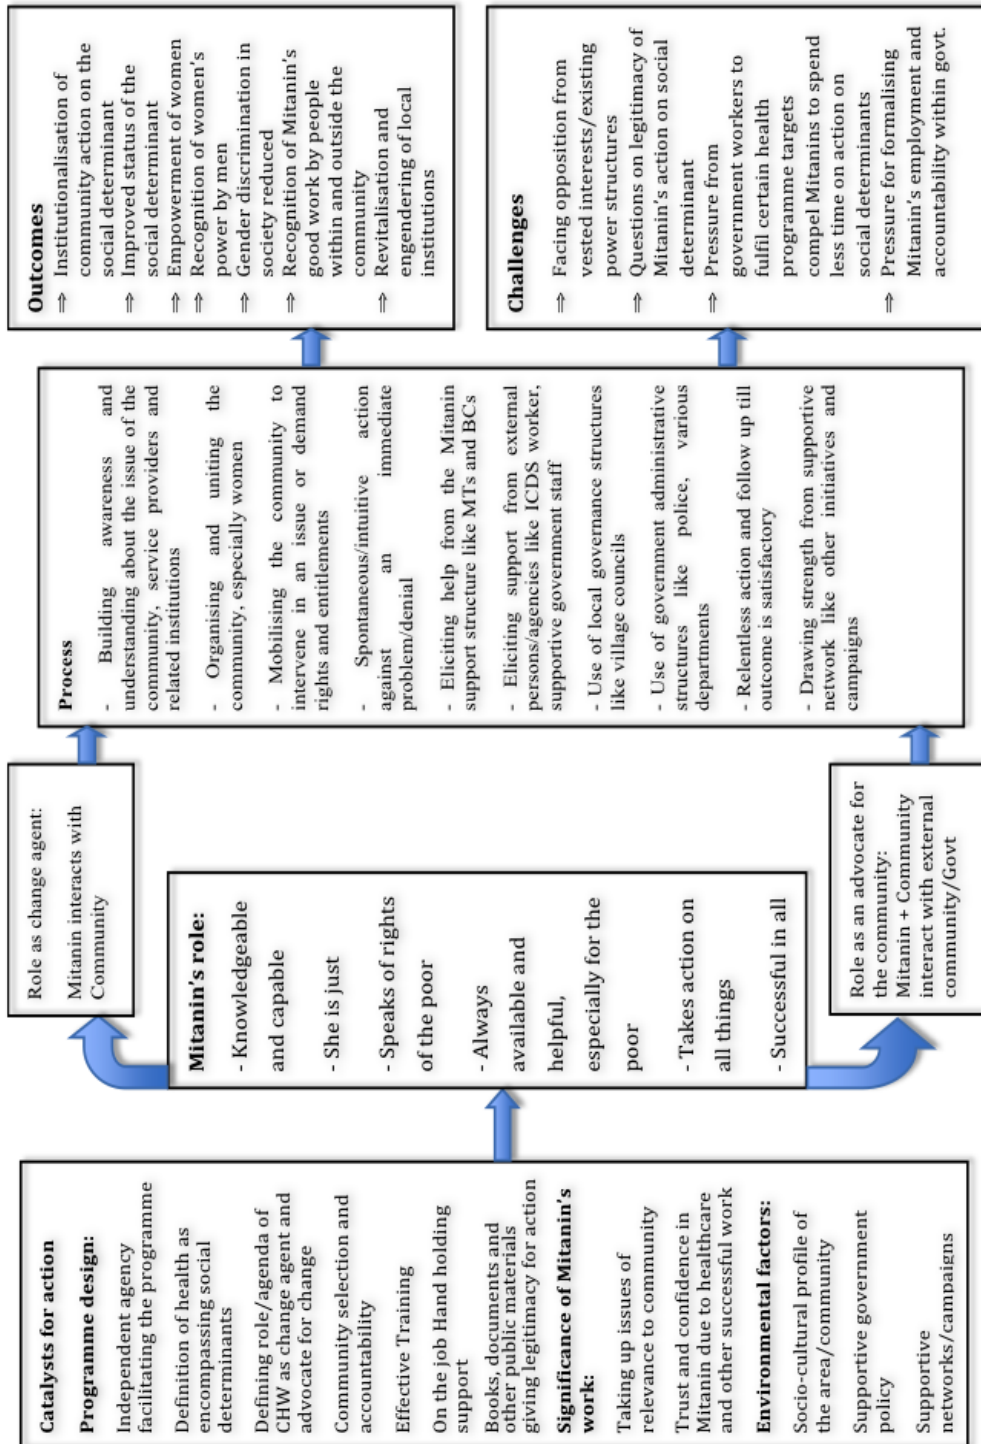 Catalysts for action
Programme design:
Independent agency
facilitating the programme
Definition of health as
encompassing social
determinants
Defining role/agenda of
CHW as change agent and
advocate for change
Community selection and
accountability
Effective Training
On the job Hand holding
support
Books, documents and
other public materials
giving legitimacy for action
Significance of Mitanin's
work:
Taking up issues of
relevance to community
Trust and confidence in
Mitanin due to healthcare
and other successful work
Environmental factors:
Socio-cultural profile of
the area/community
Supportive government
policy
Supportive
networks/campaigns
Mitanin's role:
- Knowledgeable
and capable
- She is just
- Speaks of rights
of the poor
- Always
available and
helpful,
especially for the
poor
- Takes action on
all things
- Successful in all
Role as change agent:
Mitanin interacts with
Community
Role as an advocate for
the community:
Mitanin + Community
interact with external
community/Govt
Process
- Building awareness and
understanding about the issue of the
community, service providers and
related institutions
- Organising and uniting the
community, especially women
- Mobilising the community to
intervene in an issue or demand
rights and entitlements
- Spontaneous/intuitive action
against an immediate
problem/denial
- Eliciting help from the Mitanin
support structure like MTs and BCs
- Eliciting support from external
persons/agencies like ICDS worker,
supportive government staff
- Use of local governance structures
like village councils
- Use of government administrative
structures like police, various
departments
- Relentless action and follow up till
outcome is satisfactory
- Drawing strength from supportive
network like other initiatives and
campaigns
Outcomes
⇒ Institutionalisation of
community action on the
social determinant
⇒ Improved status of the
social determinant
⇒ Empowerment of women
⇒ Recognition of women's
power by men
⇒ Gender discrimination in
society reduced
⇒ Recognition of Mitanin's
good work by people
within and outside the
community
⇒ Revitalisation and
engendering of local
institutions
Challenges
⇒ Facing opposition from
vested interests/existing
power structures
⇒ Questions on legitimacy of
Mitanin's action on social
determinant
⇒ Pressure from
government workers to
fulfil certain health
programme targets
compel Mitanins to spend
less time on action on
social determinants
⇒ Pressure for formalising
Mitanin's employment and
accountability within govt.